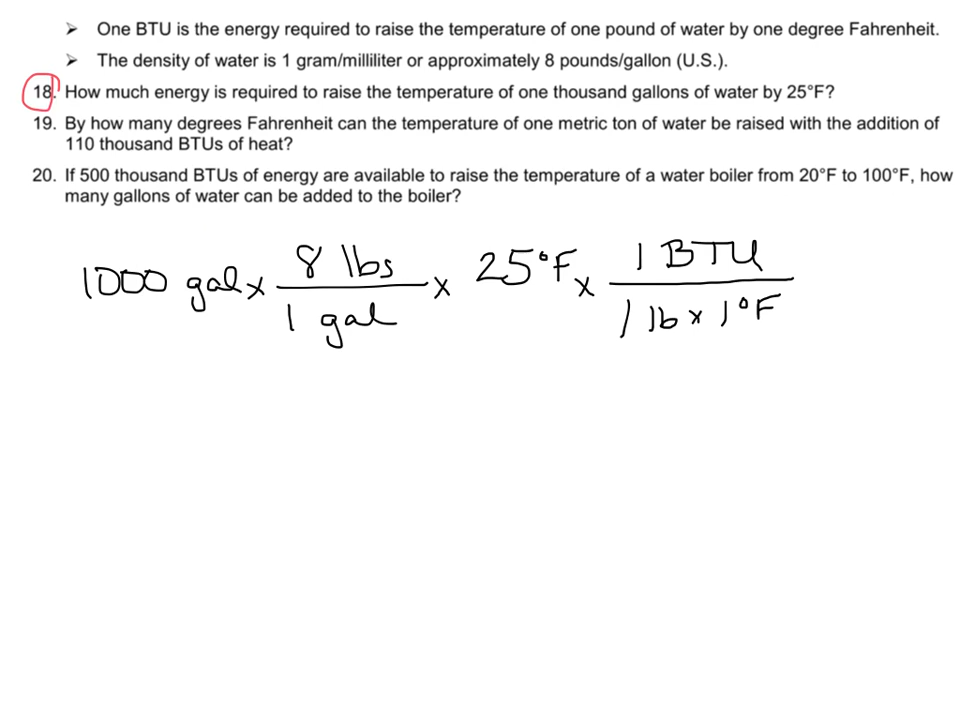 ➤ One BTU is the energy required to raise the temperature of one pound of water by one degree Fahrenheit.
➤ The density of water is 1 gram/milliliter or approximately 8 pounds/gallon (U.S.).
18. How much energy is required to raise the temperature of one thousand gallons of water by 25°F?
19. By how many degrees Fahrenheit can the temperature of one metric ton of water be raised with the addition of
110 thousand BTUs of heat?
20. If 500 thousand BTUs of energy are available to raise the temperature of a water boiler from 20°F to 100°F, how
many gallons of water can be added to the boiler?
1000 gal x 8 lbs / 1 gal x 25°F x 1 BTU / 1 lb x 1°F